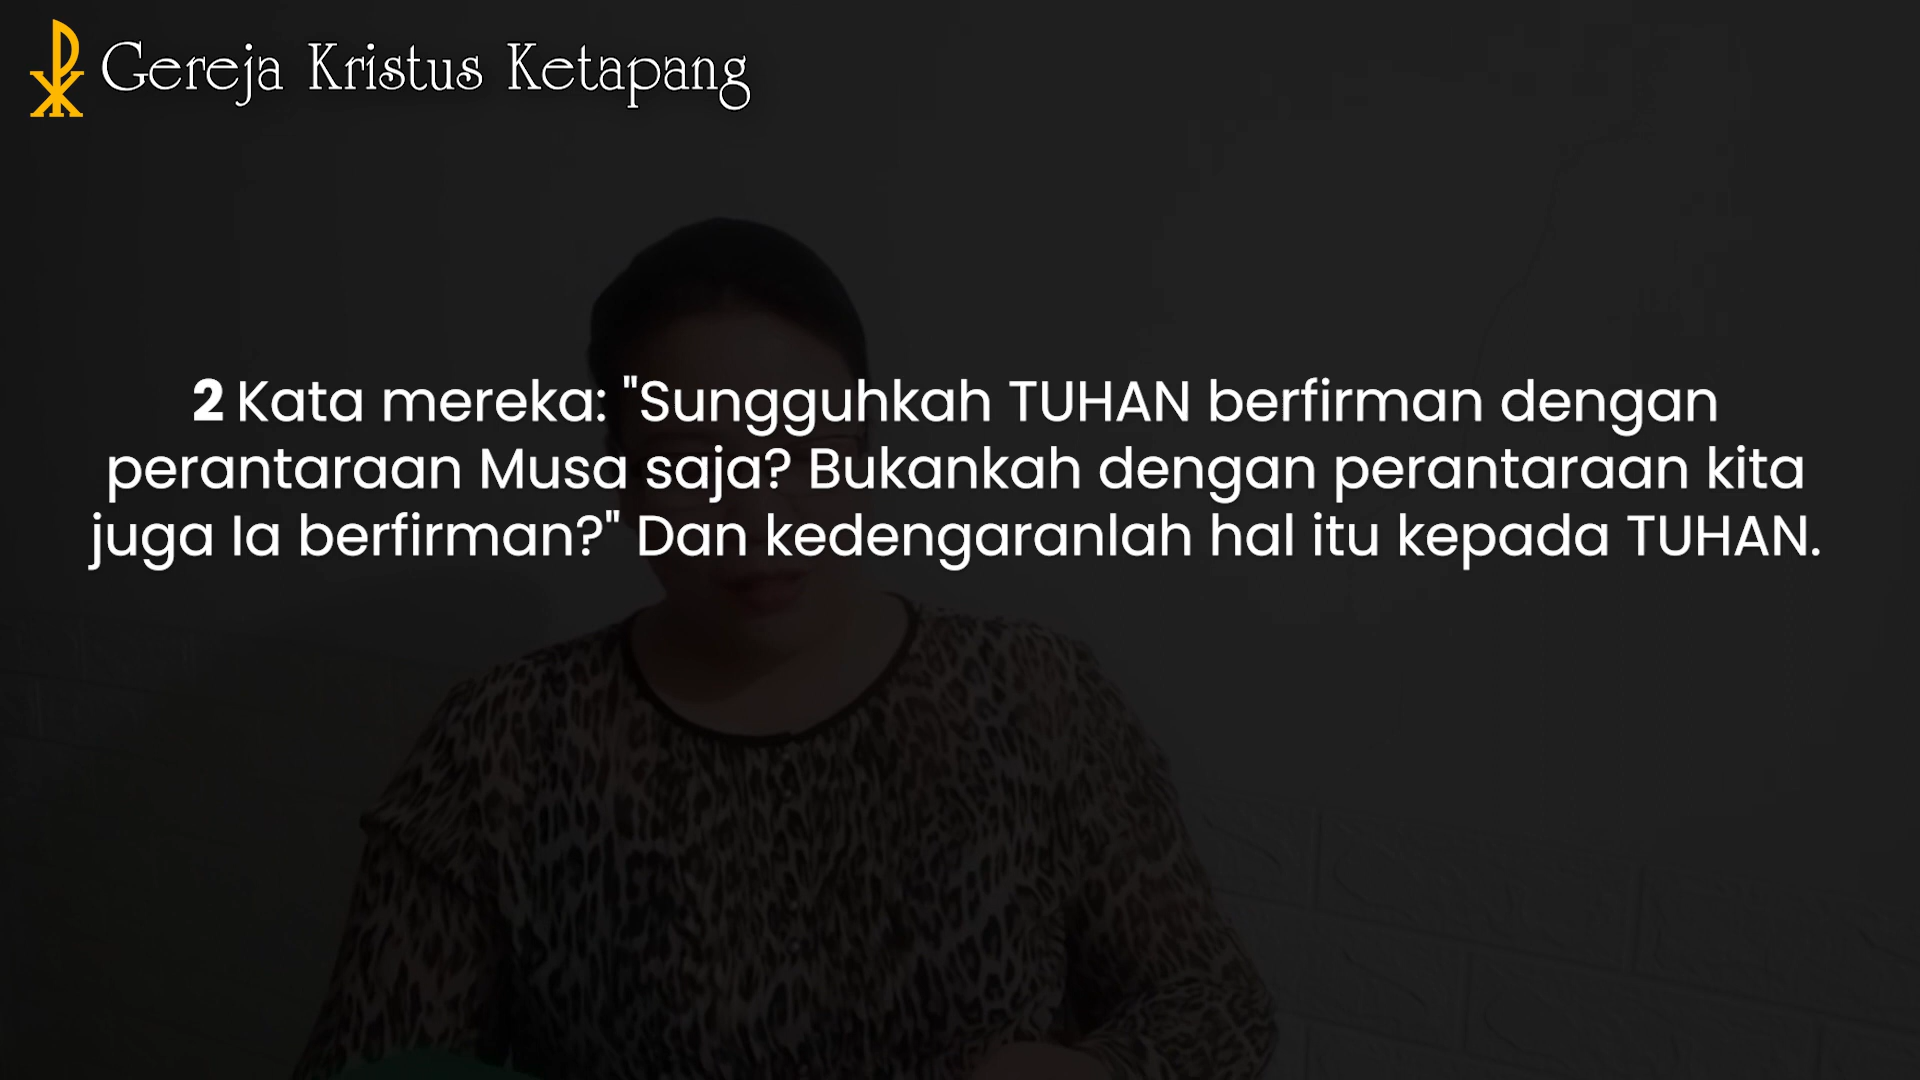 Gereja Kristus Ketapang
2 Kata mereka: "Sungguhkah TUHAN berfirman dengan
perantaraan Musa saja? Bukankah dengan perantaraan kita
juga Ia berfirman?" Dan kedengaranlah hal itu kepada TUHAN.